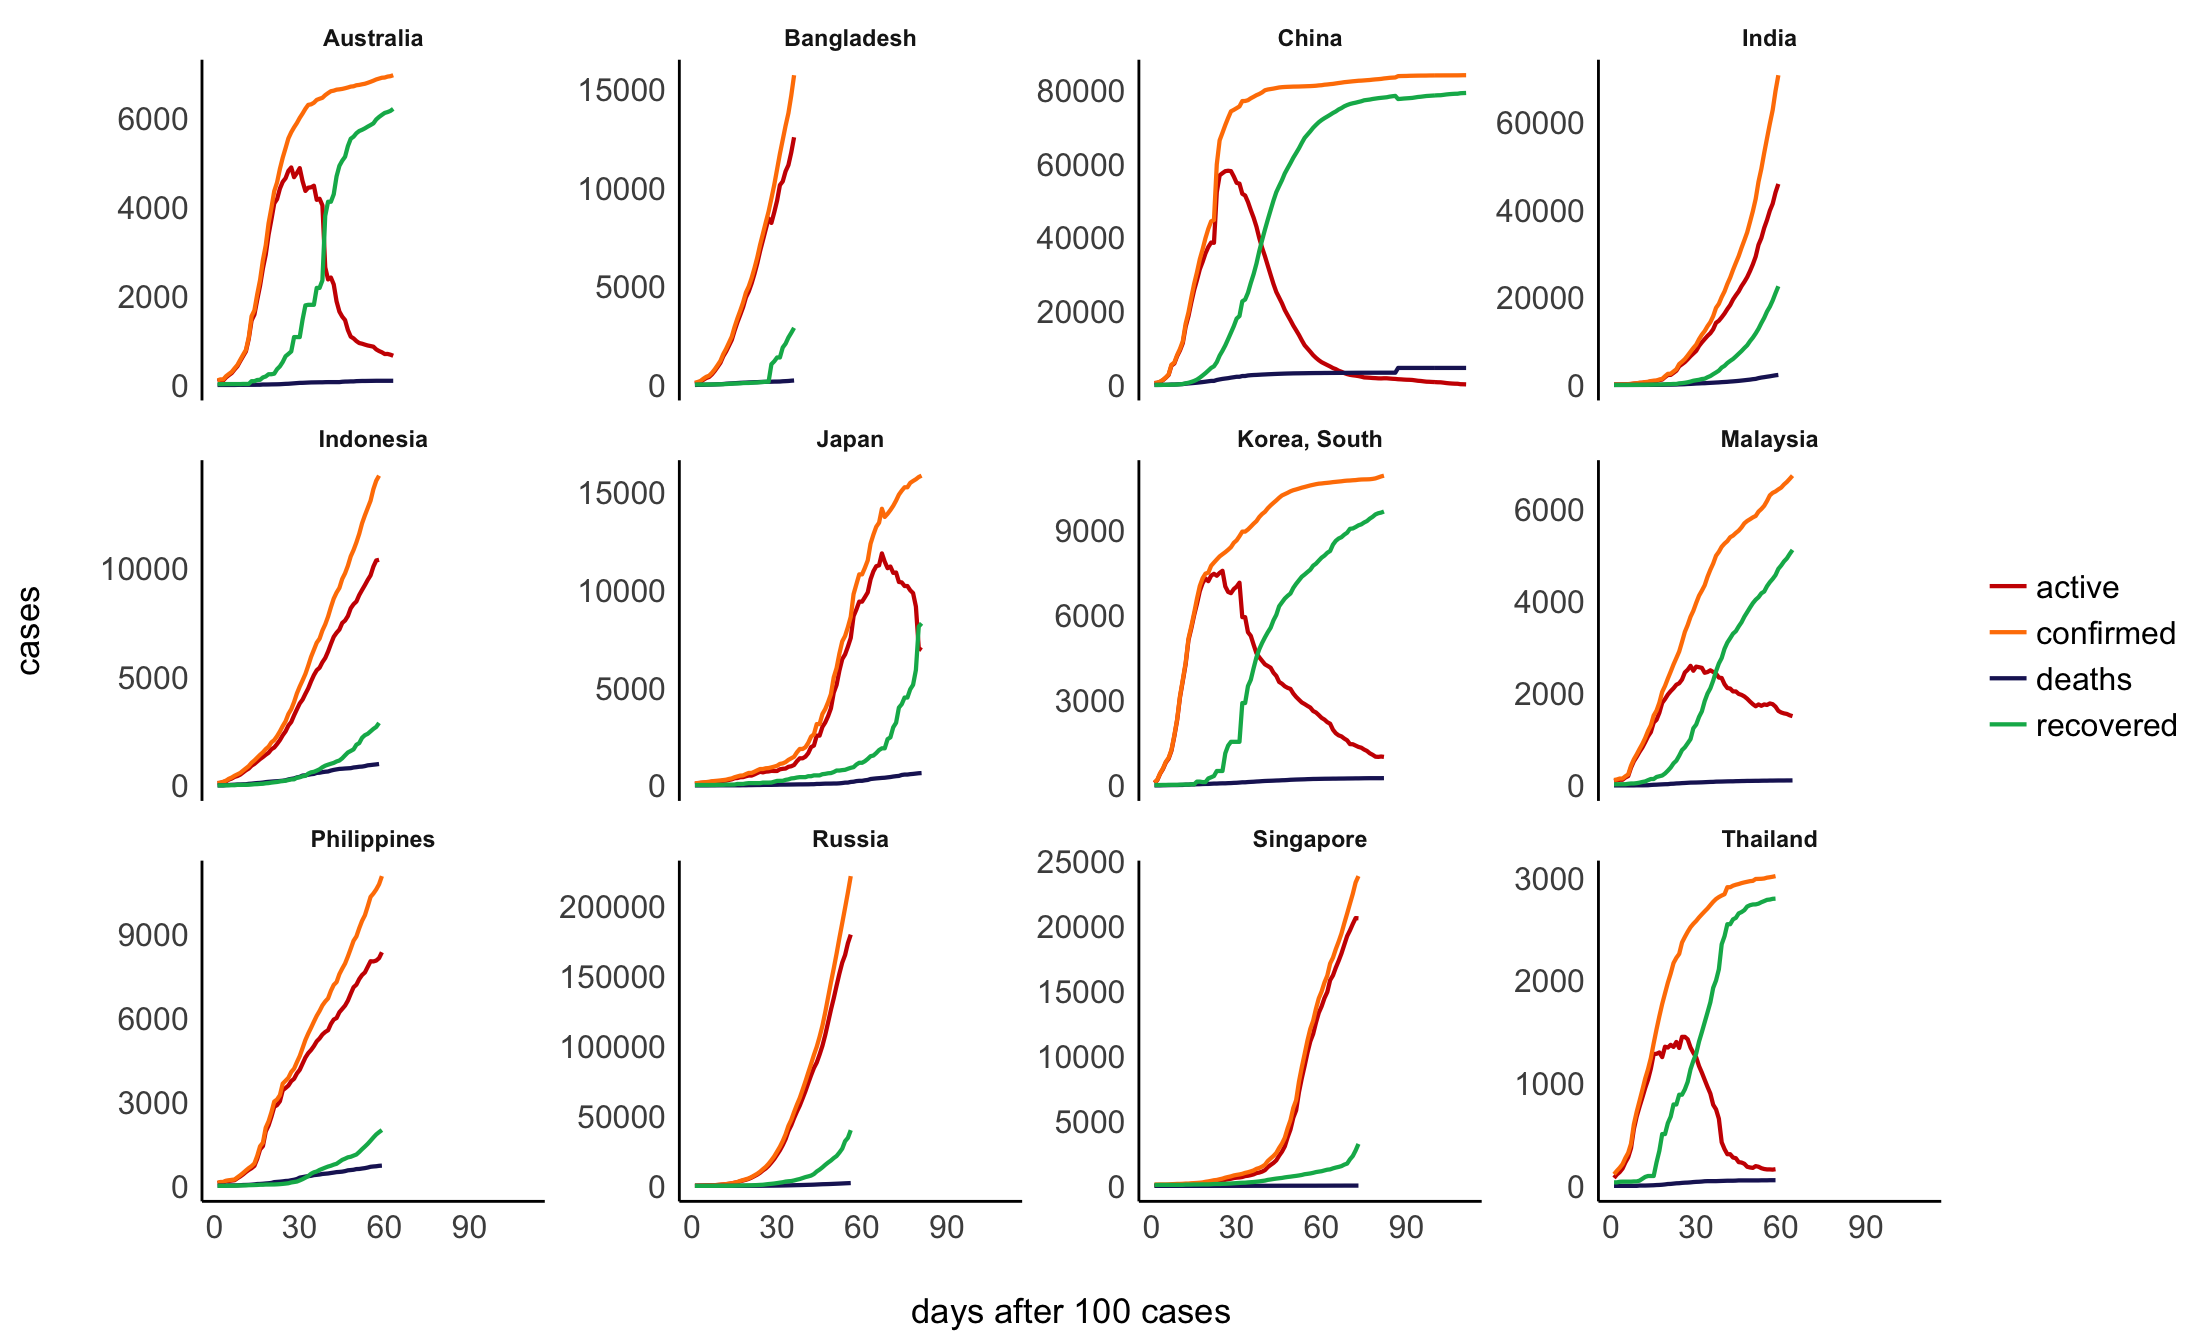 Australia
Bangladesh
China
India
6000
4000
2000
0
15000
10000
5000
0
80000
60000
40000
20000
0
60000
40000
20000
0
Indonesia
Japan
Korea, South
Malaysia
10000
5000
0
15000
10000
5000
0
9000
6000
3000
0
6000
4000
2000
0
Philippines
Russia
Singapore
Thailand
9000
6000
3000
0
200000
150000
100000
50000
0
25000
20000
15000
10000
5000
0
3000
2000
1000
0
0 30 60 90
0 30 60 90
0 30 60 90
0 30 60 90
days after 100 cases
cases
active
confirmed
deaths
recovered